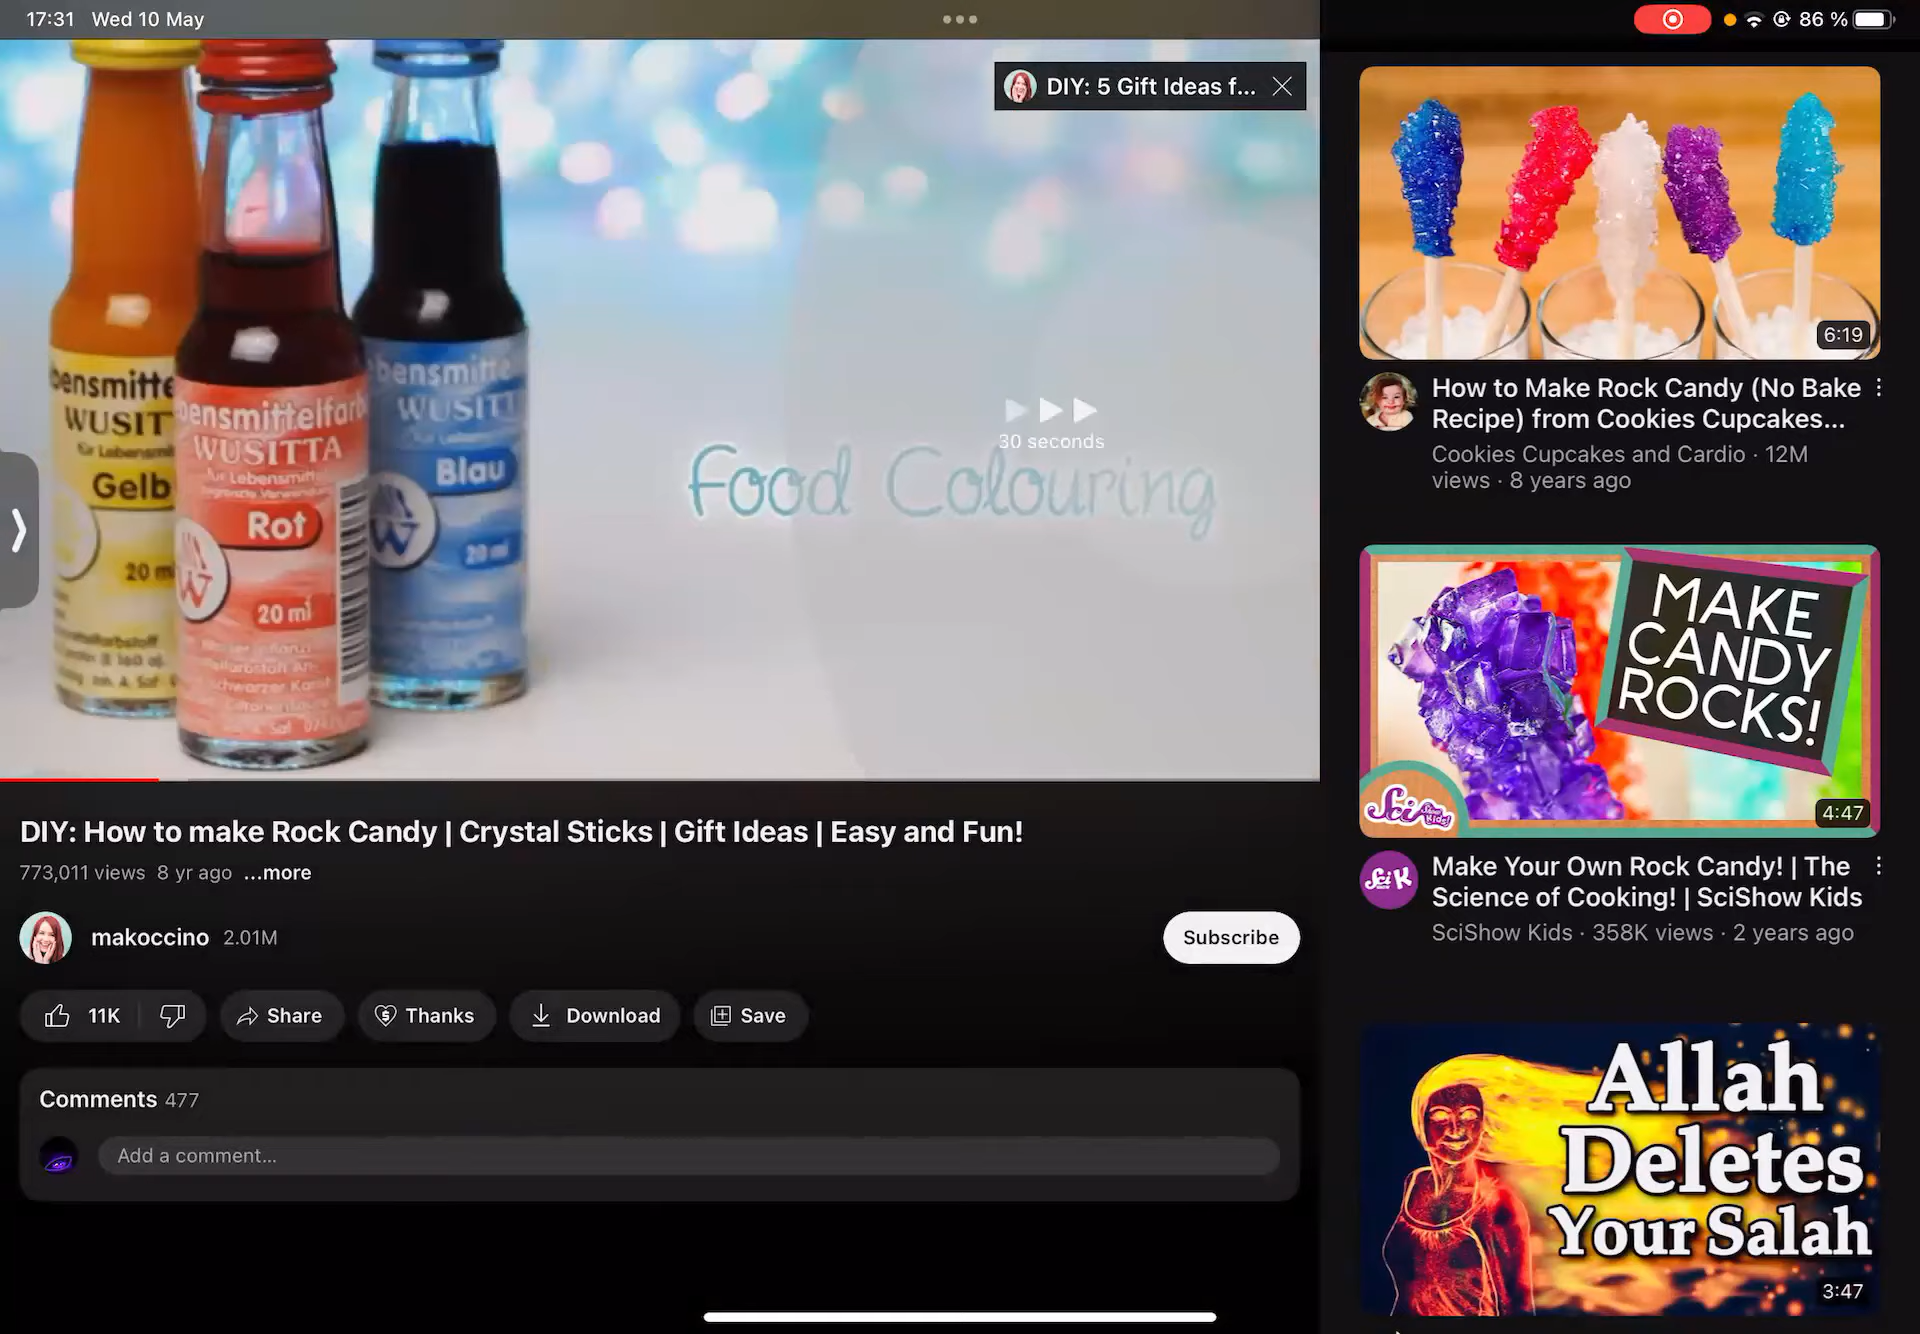 17:31 Wed 10 May
86 %
DIY: 5 Gift Ideas f...
30 seconds
Food Colouring
WUSIT
Gelb
20 m
WUSITTA
Rot
20 ml
WUSITT
Blau
20 ml
DIY: How to make Rock Candy | Crystal Sticks | Gift Ideas | Easy and Fun!
773,011 views 8 yr ago ...more
makoccino 2.01M
Subscribe
11K
Share
Thanks
Download
Save
Comments 477
Add a comment...
6:19
How to Make Rock Candy (No Bake
Recipe) from Cookies Cupcakes...
Cookies Cupcakes and Cardio · 12M
views · 8 years ago
MAKE
CANDY
ROCKS!
4:47
Sci K
Make Your Own Rock Candy! | The
Science of Cooking! | SciShow Kids
SciShow Kids · 358K views · 2 years ago
Allah
Deletes
Your Salah
3:47